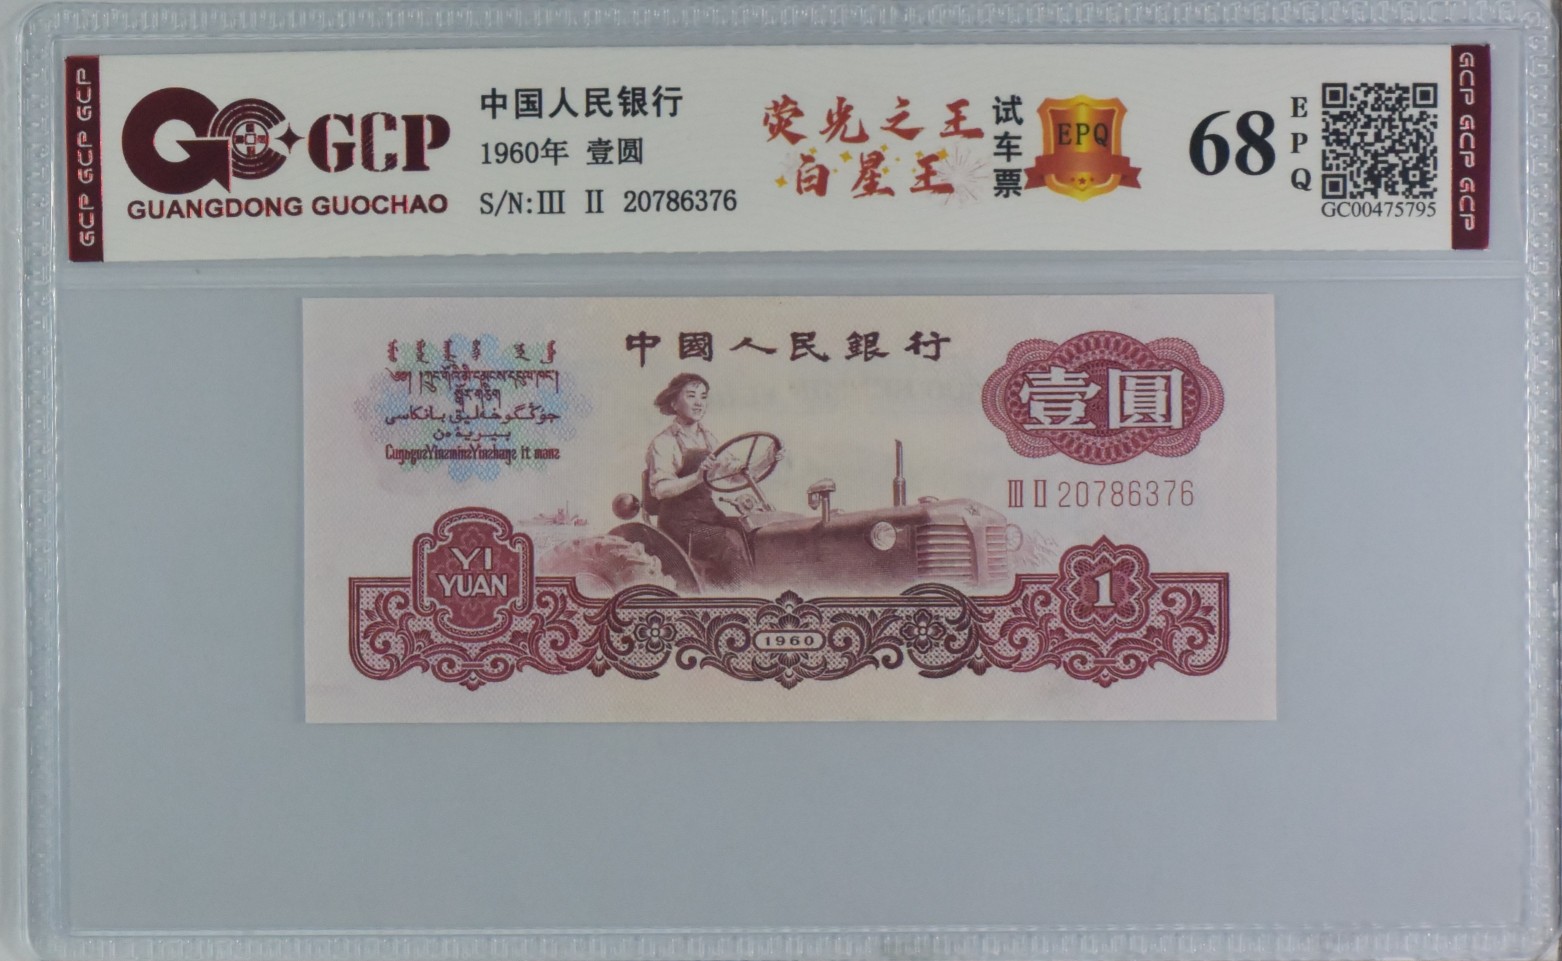 GCP GCP GCP
GCP
GUANGDONG GUOCHAO
中国人民银行
1960年 壹圆
S/N:III II 20786376
荧光之王
白星王
试车票
EPQ
68
EPQ
GC00475795
GCP GCP GCP
中國人民銀行
壹圓
III II 20786376
YI
YUAN
1960
1